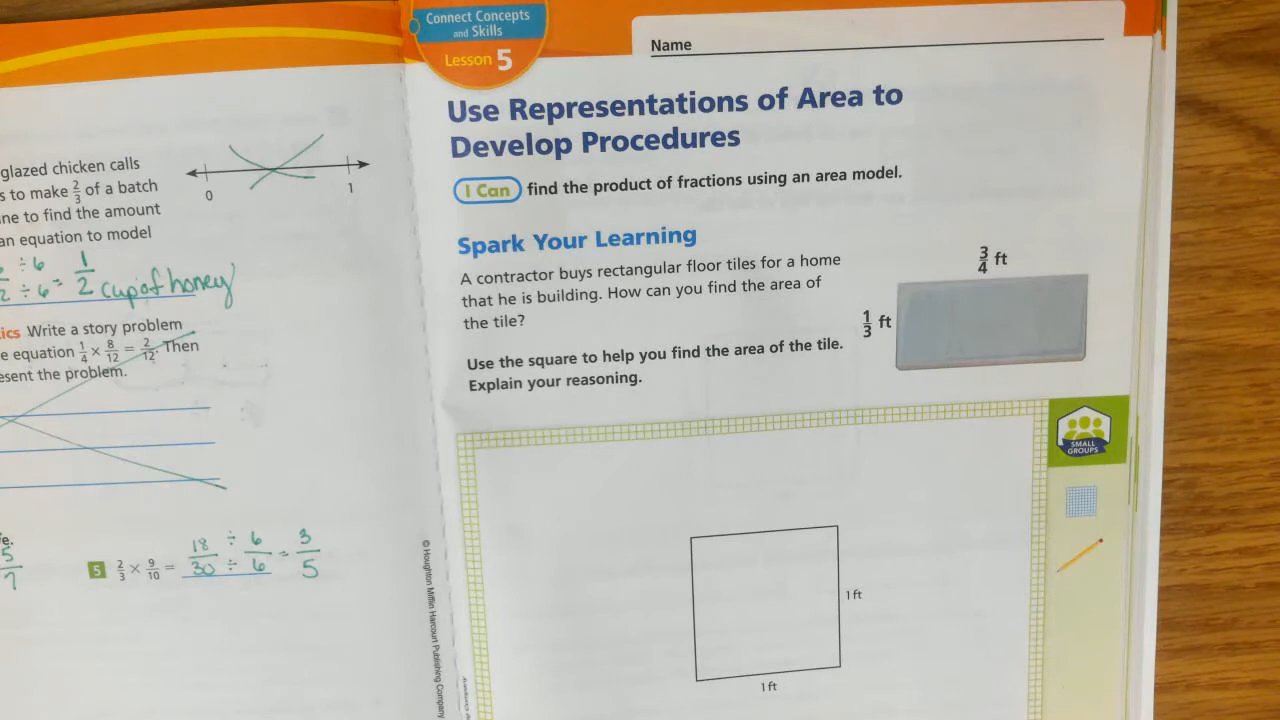 glazed chicken calls
s to make 2/3 of a batch
ne to find the amount
an equation to model
0 1
÷6
÷6 = 1/2 cup of honey
tics Write a story problem
e equation 1/4 × 8/12 = 2/12. Then
esent the problem.
5/7
5 2/3 × 9/10 = 18/30 ÷ 6/6 = 3/5
© Houghton Mifflin Harcourt Publishing Company
Connect Concepts
and Skills
Lesson 5
Name
Use Representations of Area to
Develop Procedures
I Can find the product of fractions using an area model.
Spark Your Learning
A contractor buys rectangular floor tiles for a home
that he is building. How can you find the area of
the tile?
3/4 ft
1/3 ft
Use the square to help you find the area of the tile.
Explain your reasoning.
SMALL
GROUPS
1 ft
1 ft